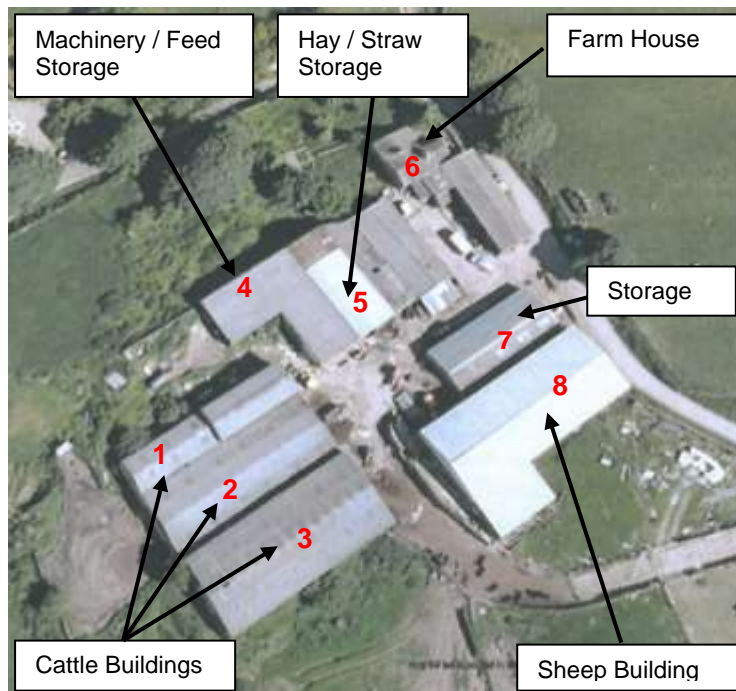 Machinery / Feed
Storage
Hay / Straw
Storage
Farm House
6
4
5
Storage
7
8
1
2
3
Cattle Buildings
Sheep Building